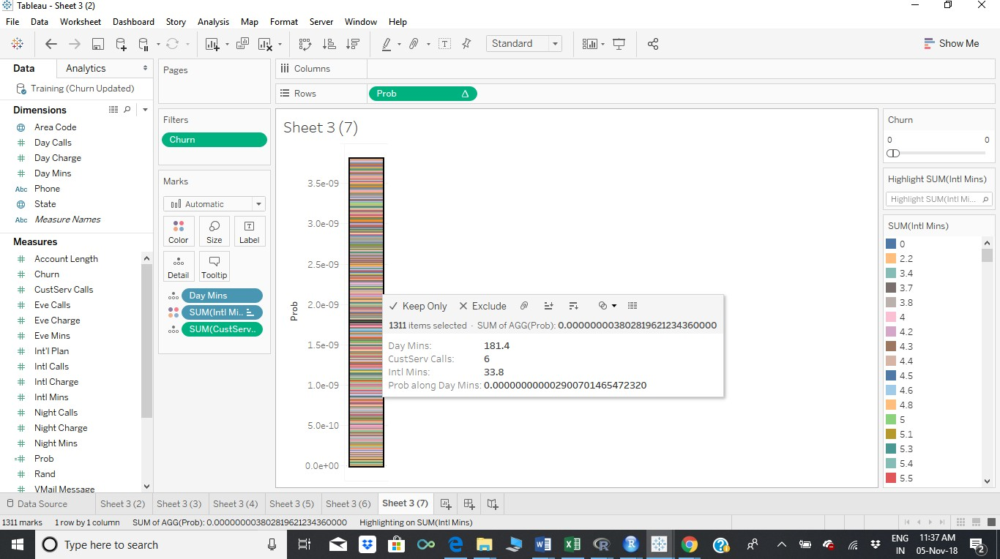 Tableau - Sheet 3 (2)
File Data Worksheet Dashboard Story Analysis Map Format Server Window Help
Standard
Show Me
Data Analytics
Training (Churn Updated)
Dimensions
Area Code
Day Calls
Day Charge
Day Mins
Abc Phone
State
Abc Measure Names
Measures
Account Length
Churn
CustServ Calls
Eve Calls
Eve Charge
Eve Mins
Int'l Plan
Intl Calls
Intl Charge
Intl Mins
Night Calls
Night Charge
Night Mins
Prob
Rand
VMail Message
Pages
Filters
Churn
Marks
Automatic
Color Size Label
Detail Tooltip
Day Mins
SUM(Intl Mi..
SUM(CustServ..
Columns
Rows Prob
Sheet 3 (7)
Prob
3.5e-09
3.0e-09
2.5e-09
2.0e-09
1.5e-09
1.0e-09
5.0e-10
0.0e+00
Keep Only Exclude
1311 items selected · SUM of AGG(Prob): 0.000000003802819621234360000
Day Mins: 181.4
CustServ Calls: 6
Intl Mins: 33.8
Prob along Day Mins: 0.000000000002900701465472320
Churn
0 0
Highlight SUM(Intl Mins)
Highlight SUM(Intl Mi...
SUM(Intl Mins)
0
2.2
3.4
3.7
3.8
4
4.2
4.3
4.4
4.5
4.6
4.8
5
5.1
5.3
5.4
5.5
Data Source Sheet 3 (2) Sheet 3 (3) Sheet 3 (4) Sheet 3 (5) Sheet 3 (6) Sheet 3 (7)
1311 marks 1 row by 1 column SUM of AGG(Prob): 0.000000003802819621234360000 Highlighting on SUM(Intl Mins)
Type here to search
ENG 11:37 AM
IN 05-Nov-18
2